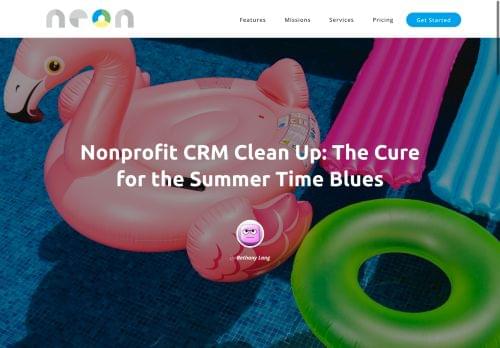 neon
Features Missions Services Pricing Get Started
Nonprofit CRM Clean Up: The Cure
for the Summer Time Blues
Bethany Lang